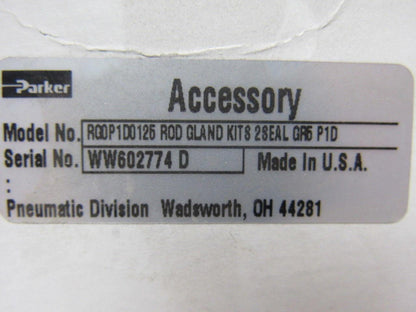 Parker
Accessory
Model No. RG0P1D0125 ROD GLAND KIT8 2SEAL GR5 P1D
Serial No. WW602774 D Made In U.S.A.
:
Pneumatic Division Wadsworth, OH 44281